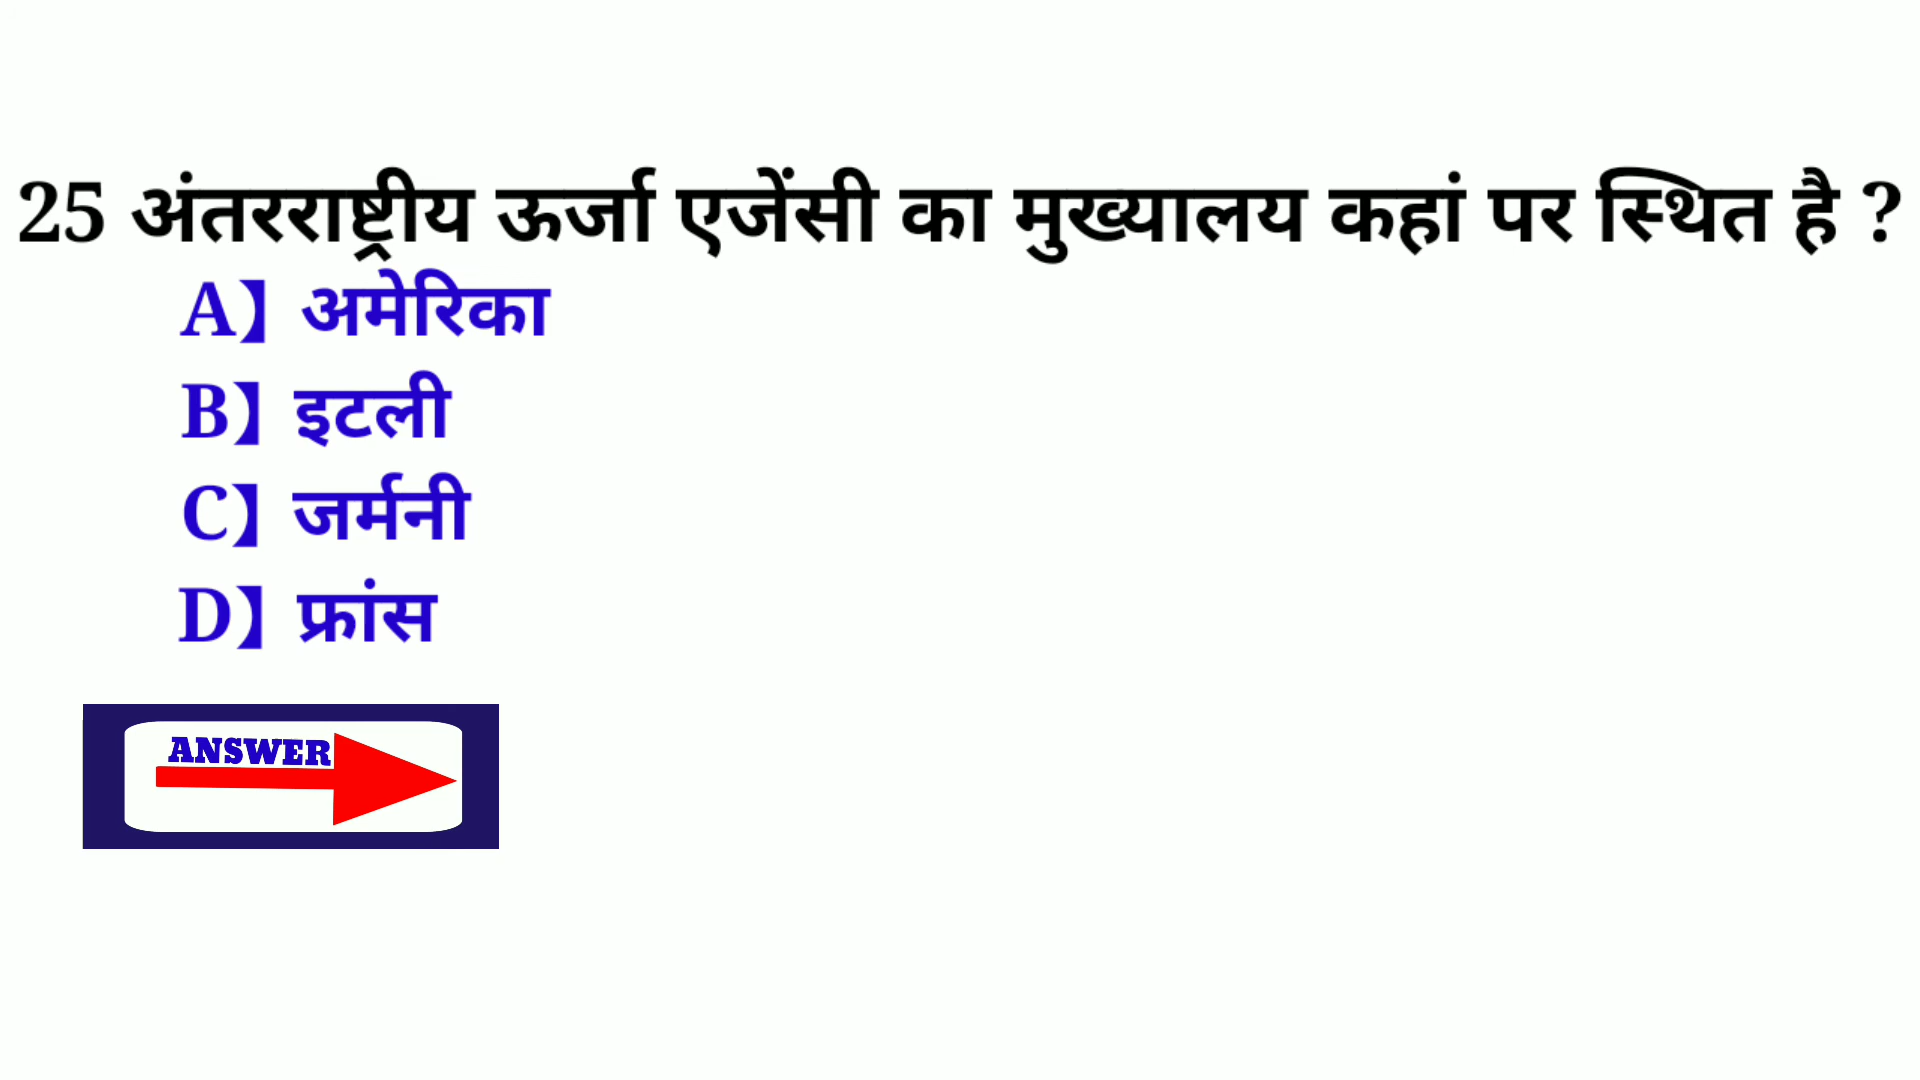 25 अंतरराष्ट्रीय ऊर्जा एजेंसी का मुख्यालय कहां पर स्थित है ?
A】 अमेरिका
B】 इटली
C】 जर्मनी
D】 फ्रांस
ANSWER